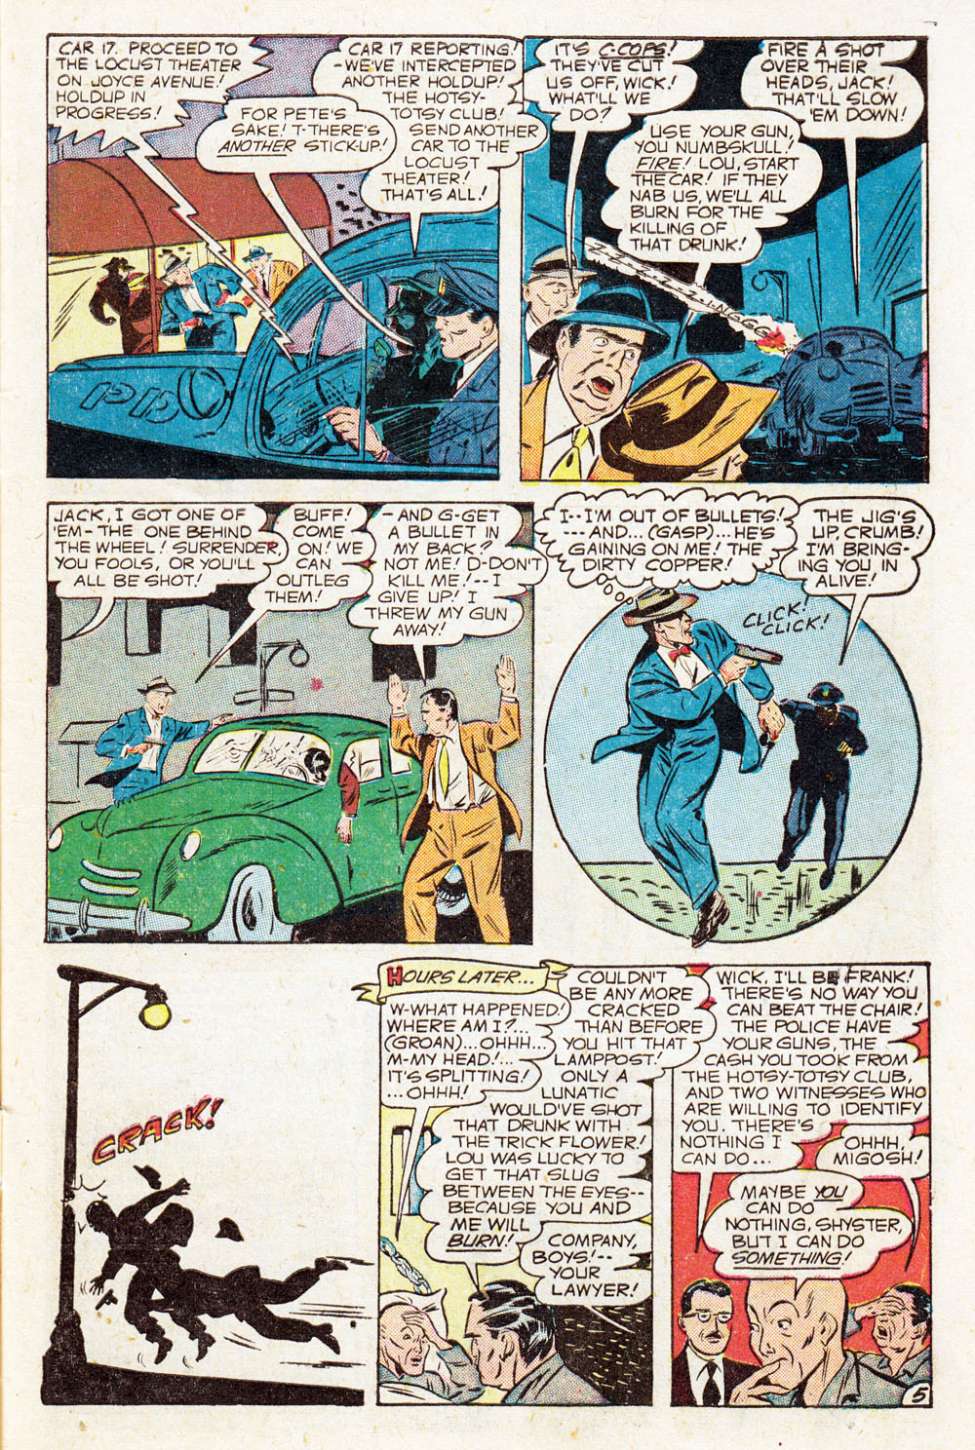 CAR 17. PROCEED TO
THE LOCUST THEATER
ON JOYCE AVENUE!
HOLDUP IN
PROGRESS!
FOR PETE'S
SAKE! T-THERE'S
ANOTHER STICK-UP!
CAR 17 REPORTING!
-WE'VE INTERCEPTED
ANOTHER HOLDUP!
THE HOTSY-
TOTSY CLUB!
SEND ANOTHER
CAR TO THE
LOCUST
THEATER!
THAT'S ALL!
IT'S C-COPS!
THEY'VE CUT
US OFF, WICK!
WHAT'LL WE
DO?
USE YOUR GUN,
YOU NUMBSKULL!
FIRE! LOU, START
THE CAR! IF THEY
NAB US, WE'LL ALL
BURN FOR THE
KILLING OF
THAT DRUNK!
FIRE A SHOT
OVER THEIR
HEADS, JACK!
THAT'LL SLOW
'EM DOWN!
JACK, I GOT ONE OF
'EM- THE ONE BEHIND
THE WHEEL! SURRENDER,
YOU FOOLS, OR YOU'LL
ALL BE SHOT!
BUFF!
COME
ON! WE
CAN
OUTLEG
THEM!
-AND G-GET
A BULLET IN
MY BACK?
NOT ME! D-DON'T
KILL ME!--I
GIVE UP! I
THREW MY GUN
AWAY!
I--I'M OUT OF BULLETS!
---AND... (GASP)... HE'S
GAINING ON ME! THE
DIRTY COPPER!
CLICK!
CLICK!
THE JIG'S
UP, CRUMB!
I'M BRING-
ING YOU IN
ALIVE!
CRACK!
HOURS LATER...
W-WHAT HAPPENED!
WHERE AM I?...
(GROAN)...OHHH...
M-MY HEAD!...
IT'S SPLITTING!
...OHHH!
COULDN'T
BE ANY MORE
CRACKED
THAN BEFORE
YOU HIT THAT
LAMPPOST!
ONLY A
LUNATIC
WOULD'VE SHOT
THAT DRUNK WITH
THE TRICK FLOWER!
LOU WAS LUCKY TO
GET THAT SLUG
BETWEEN THE EYES--
BECAUSE YOU AND
ME WILL
BURN!
COMPANY,
BOYS!--
YOUR
LAWYER!
WICK, I'LL BE FRANK!
THERE'S NO WAY YOU
CAN BEAT THE CHAIR!
THE POLICE HAVE
YOUR GUNS, THE
CASH YOU TOOK FROM
THE HOTSY-TOTSY CLUB,
AND TWO WITNESSES WHO
ARE WILLING TO IDENTIFY
YOU. THERE'S
NOTHING I
CAN DO...
OHHH,
MIGOSH!
MAYBE YOU
CAN DO
NOTHING, SHYSTER,
BUT I CAN DO
SOMETHING!
5